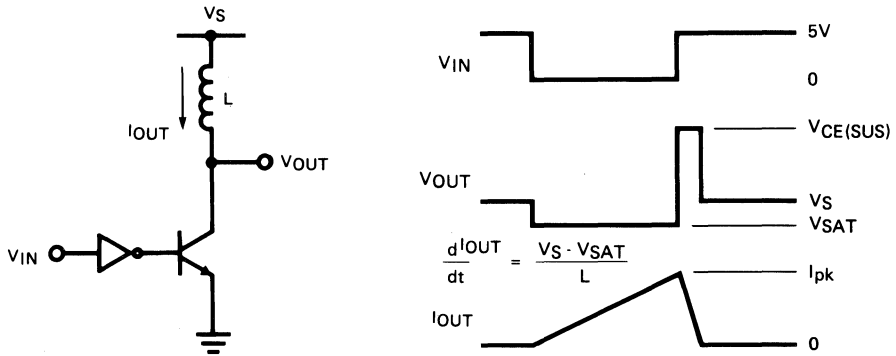 VS
L
IOUT
VOUT
VIN
VIN
5V
0
VCE(SUS)
VOUT
VS
VSAT
dIOUT/dt = VS - VSAT/L
Ipk
IOUT
0